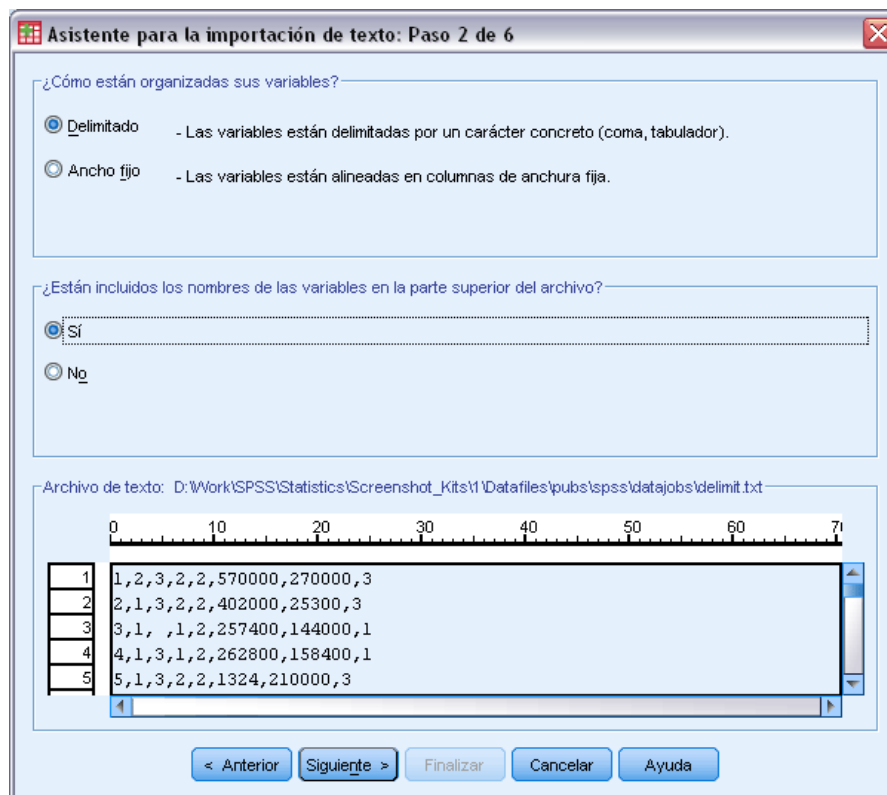 Asistente para la importación de texto: Paso 2 de 6
¿Cómo están organizadas sus variables?
Delimitado - Las variables están delimitadas por un carácter concreto (coma, tabulador).
Ancho fijo - Las variables están alineadas en columnas de anchura fija.
¿Están incluidos los nombres de las variables en la parte superior del archivo?
Sí
No
Archivo de texto: D:\Work\SPSS\Statistics\Screenshot_Kits\1\Datafiles\pubs\spss\datajobs\delimit.txt
0 10 20 30 40 50 60 70
1 1,2,3,2,2,570000,270000,3
2 2,1,3,2,2,402000,25300,3
3 3,1, ,1,2,257400,144000,1
4 4,1,3,1,2,262800,158400,1
5 5,1,3,2,2,1324,210000,3
< Anterior Siguiente > Finalizar Cancelar Ayuda